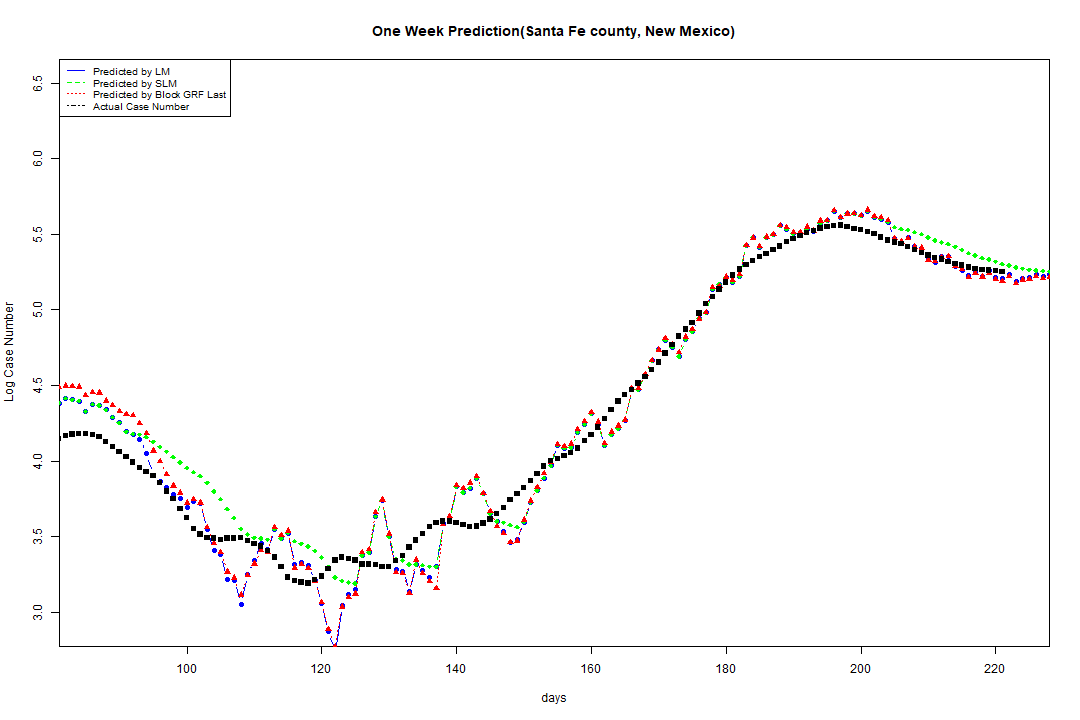 One Week Prediction(Santa Fe county, New Mexico)
Predicted by LM
Predicted by SLM
Predicted by Block GRF Last
Actual Case Number
Log Case Number
6.5
6.0
5.5
5.0
4.5
4.0
3.5
3.0
100 120 140 160 180 200 220
days